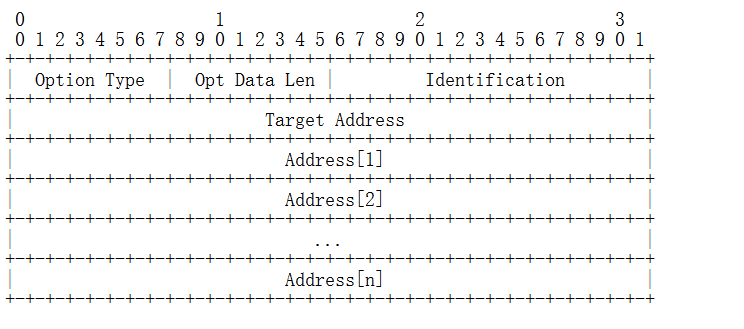 0                   1                   2                   3
0 1 2 3 4 5 6 7 8 9 0 1 2 3 4 5 6 7 8 9 0 1 2 3 4 5 6 7 8 9 0 1
+-+-+-+-+-+-+-+-+-+-+-+-+-+-+-+-+-+-+-+-+-+-+-+-+-+-+-+-+-+-+-+-+
|  Option Type  |  Opt Data Len |         Identification        |
+-+-+-+-+-+-+-+-+-+-+-+-+-+-+-+-+-+-+-+-+-+-+-+-+-+-+-+-+-+-+-+-+
|                         Target Address                        |
+-+-+-+-+-+-+-+-+-+-+-+-+-+-+-+-+-+-+-+-+-+-+-+-+-+-+-+-+-+-+-+-+
|                           Address[1]                          |
+-+-+-+-+-+-+-+-+-+-+-+-+-+-+-+-+-+-+-+-+-+-+-+-+-+-+-+-+-+-+-+-+
|                           Address[2]                          |
+-+-+-+-+-+-+-+-+-+-+-+-+-+-+-+-+-+-+-+-+-+-+-+-+-+-+-+-+-+-+-+-+
|                              ...                              |
+-+-+-+-+-+-+-+-+-+-+-+-+-+-+-+-+-+-+-+-+-+-+-+-+-+-+-+-+-+-+-+-+
|                           Address[n]                          |
+-+-+-+-+-+-+-+-+-+-+-+-+-+-+-+-+-+-+-+-+-+-+-+-+-+-+-+-+-+-+-+-+